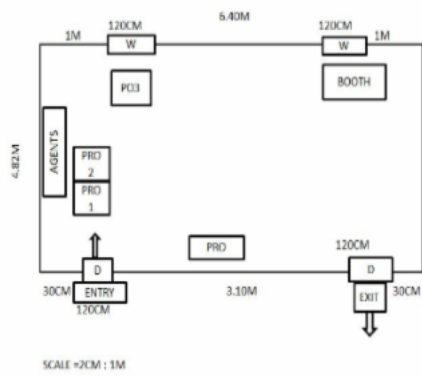 6.40M
120CM
120CM
1M
W
W
1M
PO3
BOOTH
4.82M
AGENTS
PRO
2
PRO
1
PRO
120CM
D
D
30CM
ENTRY
3.10M
EXIT
30CM
120CM
SCALE =2CM : 1M